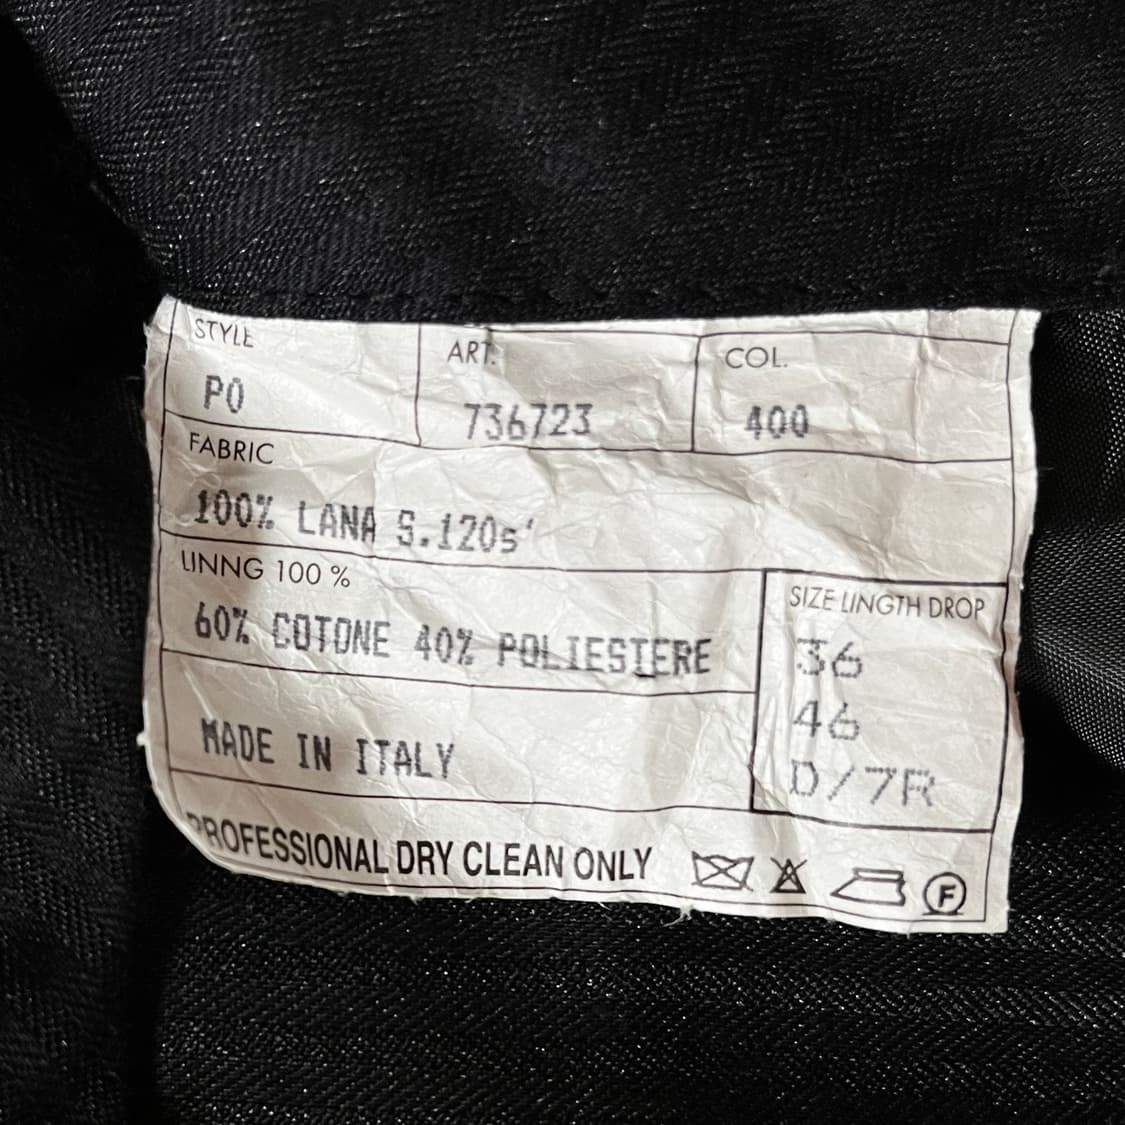 STYLE ART. COL.
PO 736723 400
FABRIC
100% LANA S.120s'
LINNG 100 %
60% COTONE 40% POLIESTERE
SIZE LINGTH DROP
36
46
D/7R
MADE IN ITALY
PROFESSIONAL DRY CLEAN ONLY
F